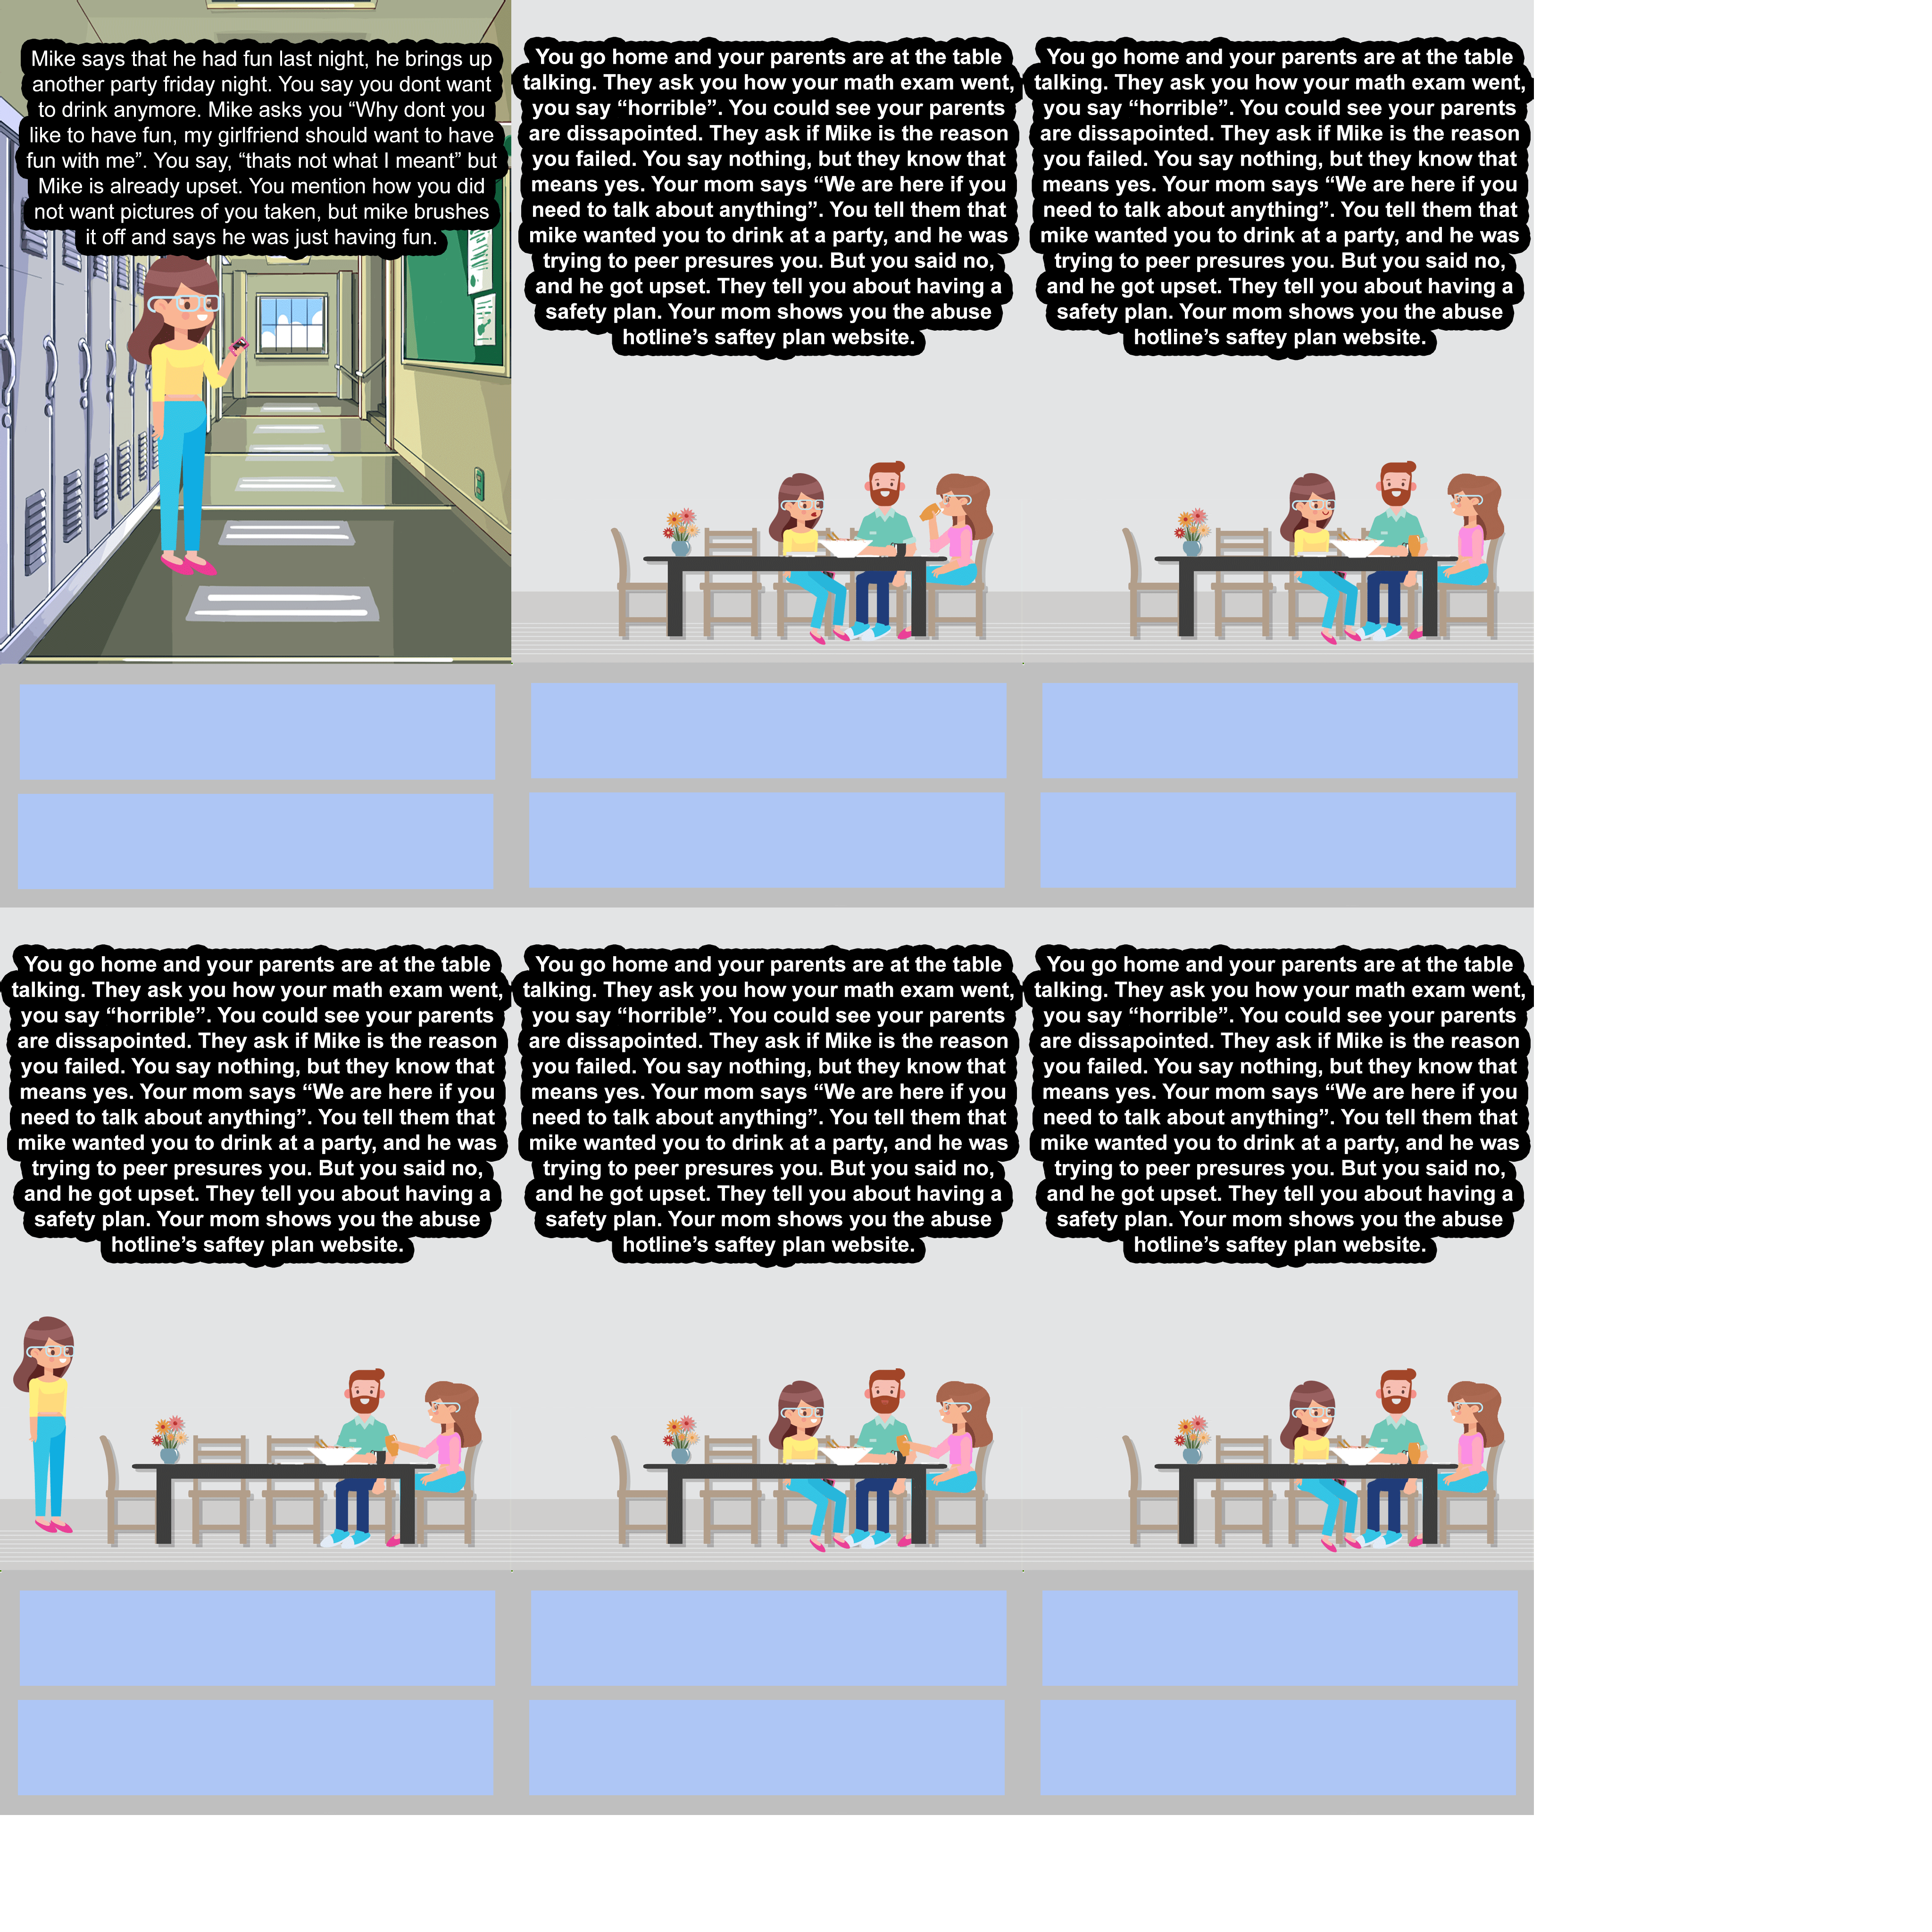 Mike says that he had fun last night, he brings up
another party friday night. You say you dont want
to drink anymore. Mike asks you “Why dont you
like to have fun, my girlfriend should want to have
fun with me”. You say, “thats not what I meant” but
Mike is already upset. You mention how you did
not want pictures of you taken, but mike brushes
it off and says he was just having fun.
You go home and your parents are at the table
talking. They ask you how your math exam went,
you say “horrible”. You could see your parents
are dissapointed. They ask if Mike is the reason
you failed. You say nothing, but they know that
means yes. Your mom says “We are here if you
need to talk about anything”. You tell them that
mike wanted you to drink at a party, and he was
trying to peer presures you. But you said no,
and he got upset. They tell you about having a
safety plan. Your mom shows you the abuse
hotline’s saftey plan website.
You go home and your parents are at the table
talking. They ask you how your math exam went,
you say “horrible”. You could see your parents
are dissapointed. They ask if Mike is the reason
you failed. You say nothing, but they know that
means yes. Your mom says “We are here if you
need to talk about anything”. You tell them that
mike wanted you to drink at a party, and he was
trying to peer presures you. But you said no,
and he got upset. They tell you about having a
safety plan. Your mom shows you the abuse
hotline’s saftey plan website.
You go home and your parents are at the table
talking. They ask you how your math exam went,
you say “horrible”. You could see your parents
are dissapointed. They ask if Mike is the reason
you failed. You say nothing, but they know that
means yes. Your mom says “We are here if you
need to talk about anything”. You tell them that
mike wanted you to drink at a party, and he was
trying to peer presures you. But you said no,
and he got upset. They tell you about having a
safety plan. Your mom shows you the abuse
hotline’s saftey plan website.
You go home and your parents are at the table
talking. They ask you how your math exam went,
you say “horrible”. You could see your parents
are dissapointed. They ask if Mike is the reason
you failed. You say nothing, but they know that
means yes. Your mom says “We are here if you
need to talk about anything”. You tell them that
mike wanted you to drink at a party, and he was
trying to peer presures you. But you said no,
and he got upset. They tell you about having a
safety plan. Your mom shows you the abuse
hotline’s saftey plan website.
You go home and your parents are at the table
talking. They ask you how your math exam went,
you say “horrible”. You could see your parents
are dissapointed. They ask if Mike is the reason
you failed. You say nothing, but they know that
means yes. Your mom says “We are here if you
need to talk about anything”. You tell them that
mike wanted you to drink at a party, and he was
trying to peer presures you. But you said no,
and he got upset. They tell you about having a
safety plan. Your mom shows you the abuse
hotline’s saftey plan website.